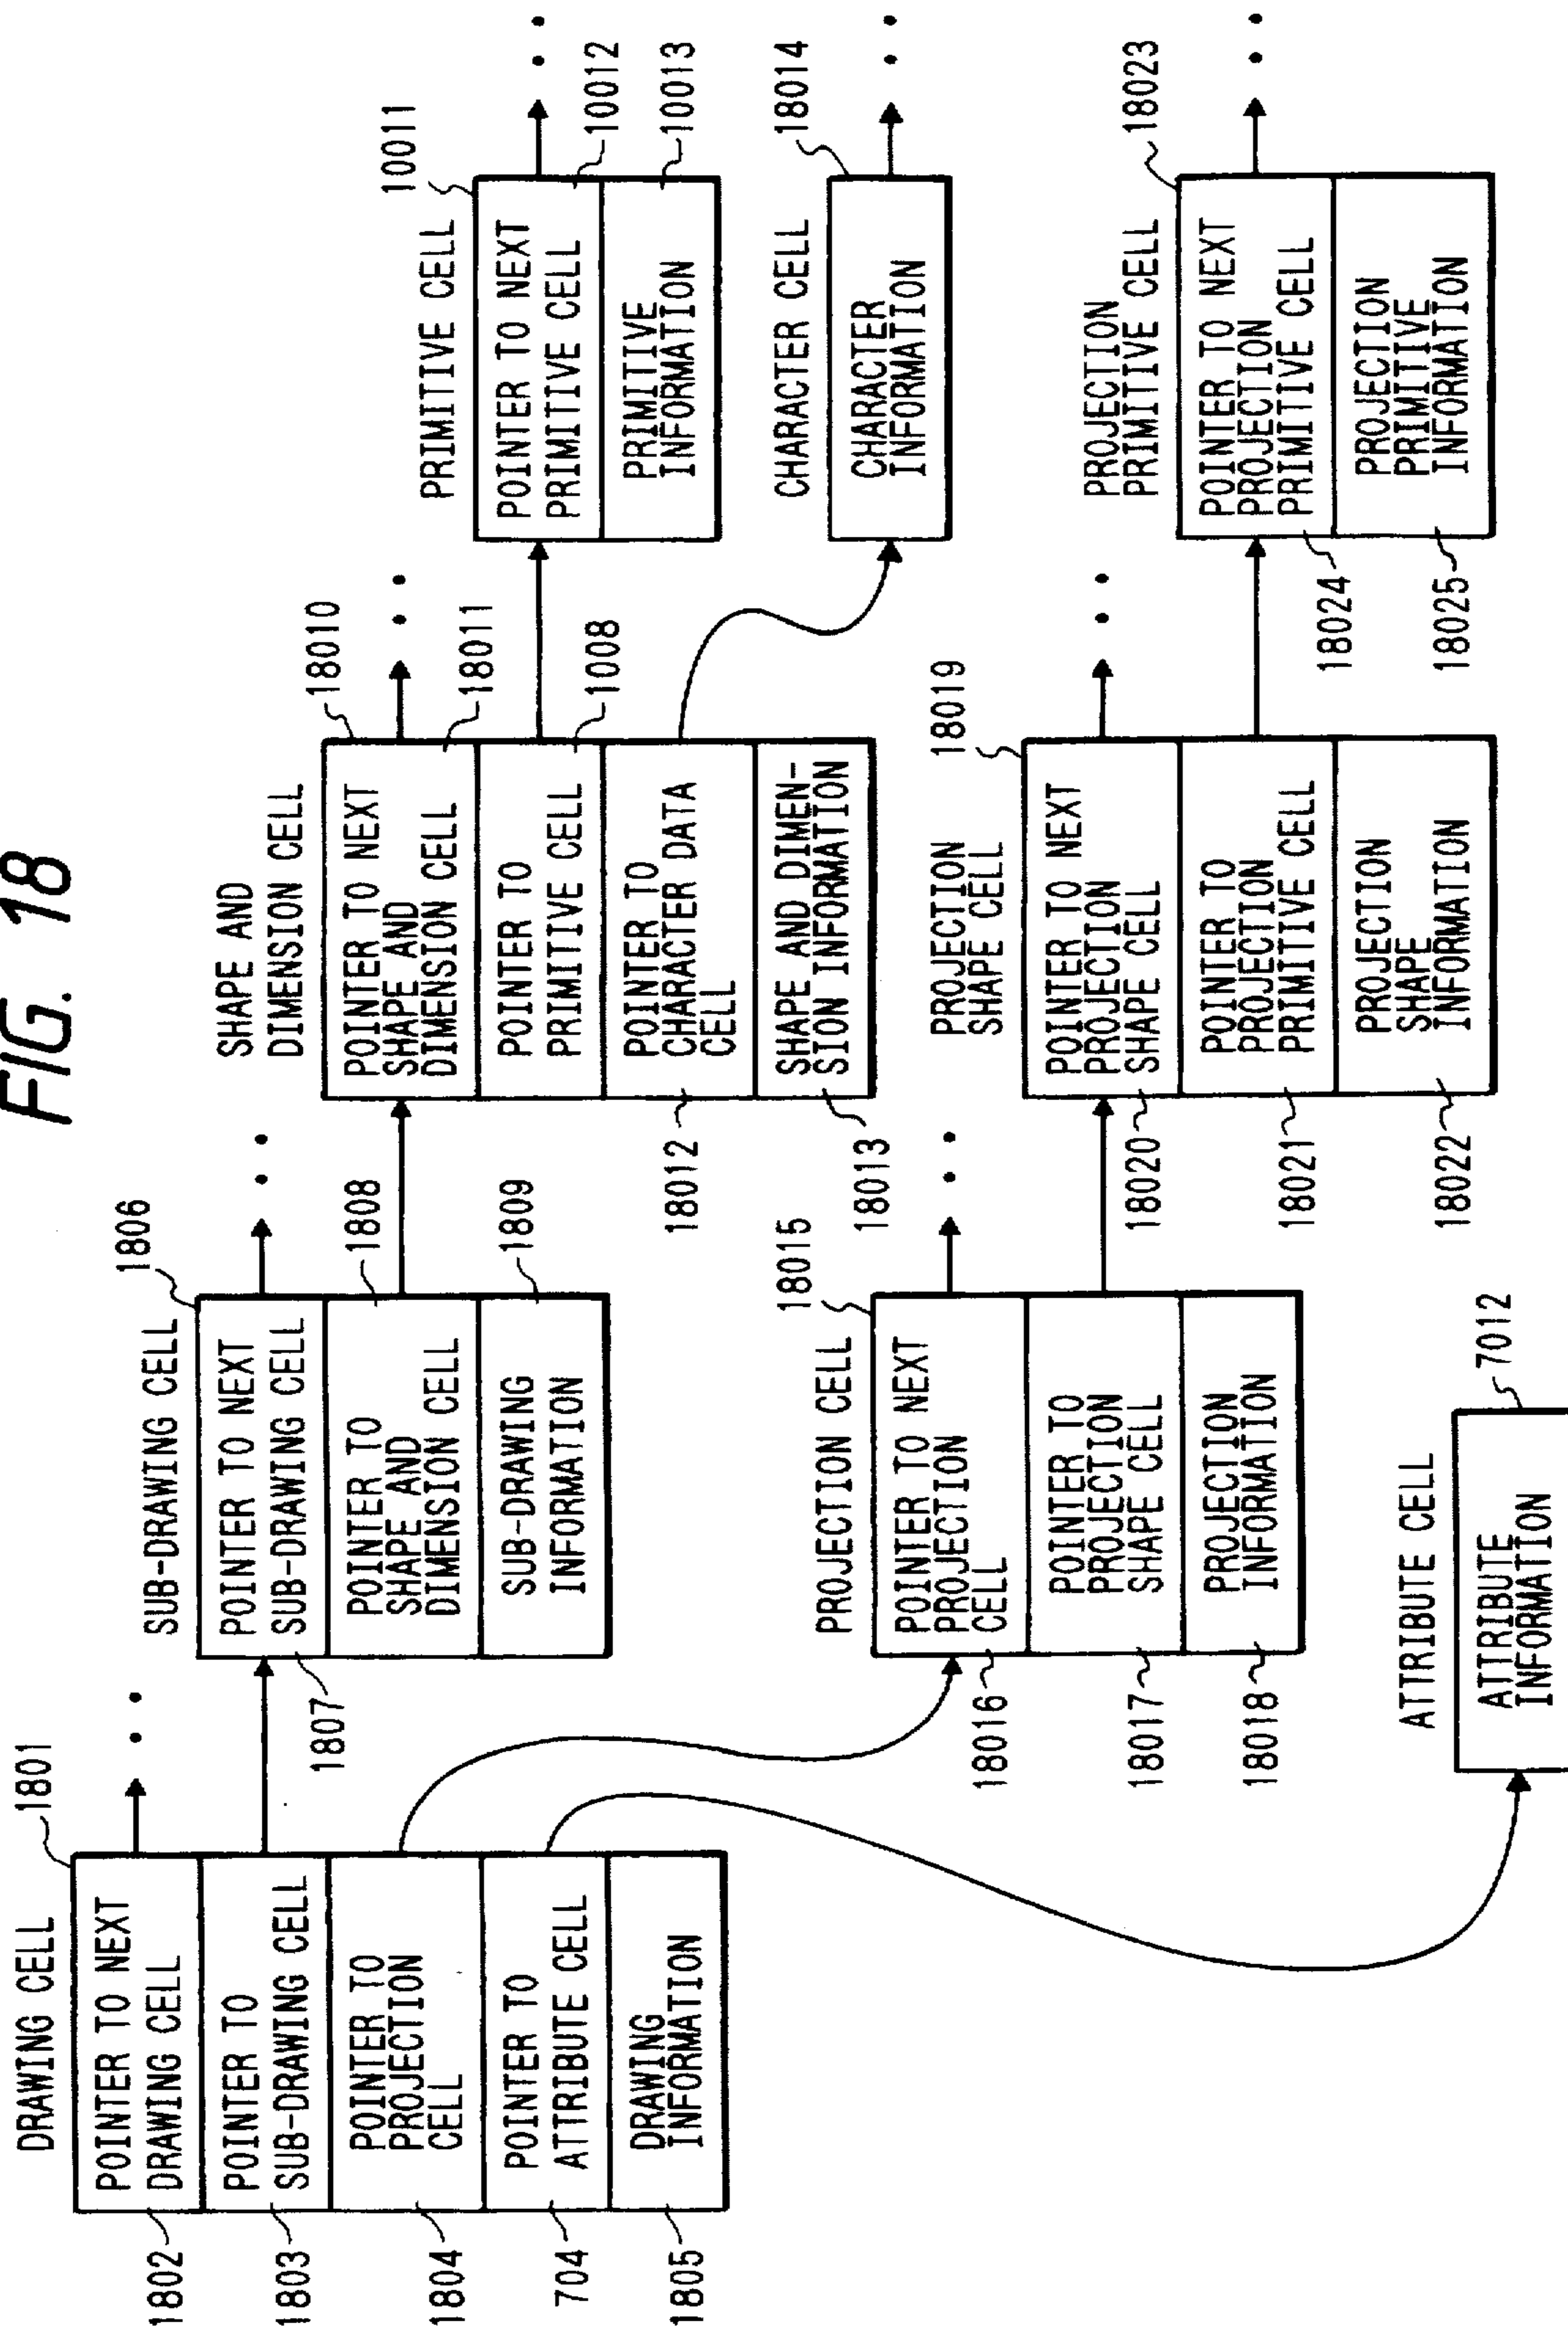 FIG. 18
DRAWING CELL
1801
POINTER TO NEXT
DRAWING CELL
1802
POINTER TO
SUB-DRAWING CELL
1803
POINTER TO
PROJECTION
CELL
1804
POINTER TO
ATTRIBUTE CELL
704
DRAWING
INFORMATION
1805
SUB-DRAWING CELL
1806
POINTER TO NEXT
SUB-DRAWING CELL
1807
POINTER TO
SHAPE AND
DIMENSION CELL
1808
SUB-DRAWING
INFORMATION
1809
SHAPE AND
DIMENSION CELL
18010
POINTER TO NEXT
SHAPE AND
DIMENSION CELL
18011
POINTER TO
PRIMITIVE CELL
1008
POINTER TO
CHARACTER DATA
CELL
18012
SHAPE AND DIMEN-
SION INFORMATION
18013
PRIMITIVE CELL
10011
POINTER TO NEXT
PRIMITIVE CELL
10012
PRIMITIVE
INFORMATION
10013
CHARACTER CELL
18014
CHARACTER
INFORMATION
PROJECTION CELL
18015
POINTER TO NEXT
PROJECTION
CELL
18016
POINTER TO
PROJECTION
SHAPE CELL
18017
PROJECTION
INFORMATION
18018
PROJECTION
SHAPE CELL
18019
POINTER TO NEXT
PROJECTION
SHAPE CELL
18020
POINTER TO
PROJECTION
PRIMITIVE CELL
18021
PROJECTION
SHAPE
INFORMATION
18022
PROJECTION
PRIMITIVE CELL
18023
POINTER TO NEXT
PROJECTION
PRIMITIVE CELL
18024
PROJECTION
PRIMITIVE
INFORMATION
18025
ATTRIBUTE CELL
7012
ATTRIBUTE
INFORMATION